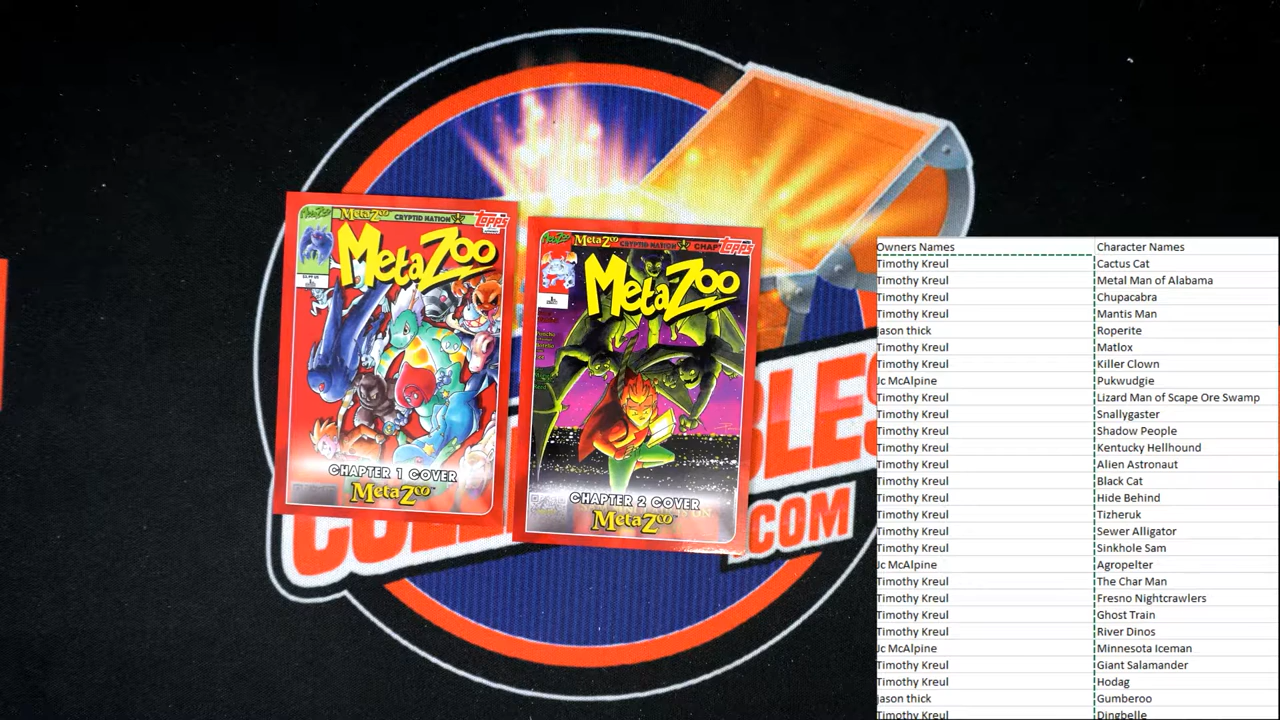 MetaZoo
MetaZoo CRYPTID NATION
topps
MetaZoo
CHAPTER 1 COVER
MetaZoo™
MetaZoo
MetaZoo CRYPTID NATION CHAP
topps
MetaZoo
CHAPTER 2 COVER
MetaZoo™
BLES
.COM
Owners Names Character Names
Timothy Kreul Cactus Cat
Timothy Kreul Metal Man of Alabama
Timothy Kreul Chupacabra
Timothy Kreul Mantis Man
jason thick Roperite
Timothy Kreul Matlox
Timothy Kreul Killer Clown
Jc McAlpine Pukwudgie
Timothy Kreul Lizard Man of Scape Ore Swamp
Timothy Kreul Snallygaster
Timothy Kreul Shadow People
Timothy Kreul Kentucky Hellhound
Timothy Kreul Alien Astronaut
Timothy Kreul Black Cat
Timothy Kreul Hide Behind
Timothy Kreul Tizheruk
Timothy Kreul Sewer Alligator
Timothy Kreul Sinkhole Sam
Jc McAlpine Agropelter
Timothy Kreul The Char Man
Timothy Kreul Fresno Nightcrawlers
Timothy Kreul Ghost Train
Timothy Kreul River Dinos
Jc McAlpine Minnesota Iceman
Timothy Kreul Giant Salamander
Timothy Kreul Hodag
jason thick Gumberoo
Timothy Kreul Dingbelle